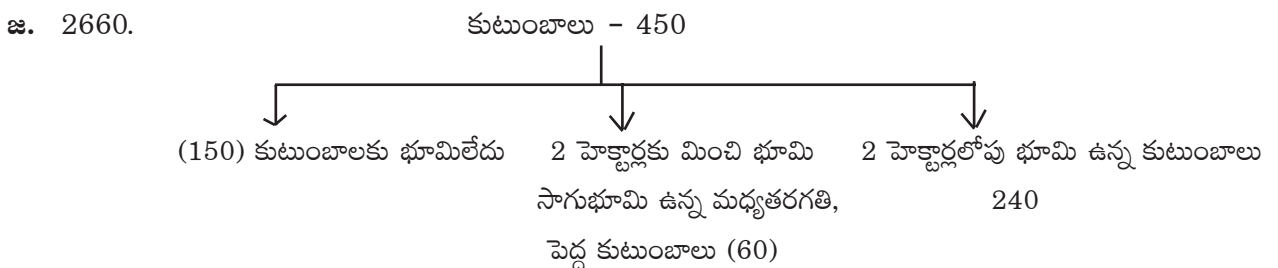 జ. 2660. కుటుంబాలు - 450
(150) కుటుంబాలకు భూమిలేదు 2 హెక్టార్లకు మించి భూమి 2 హెక్టార్లలోపు భూమి ఉన్న కుటుంబాలు
సాగుభూమి ఉన్న మధ్యతరగతి, 240
పెద్ద కుటుంబాలు (60)